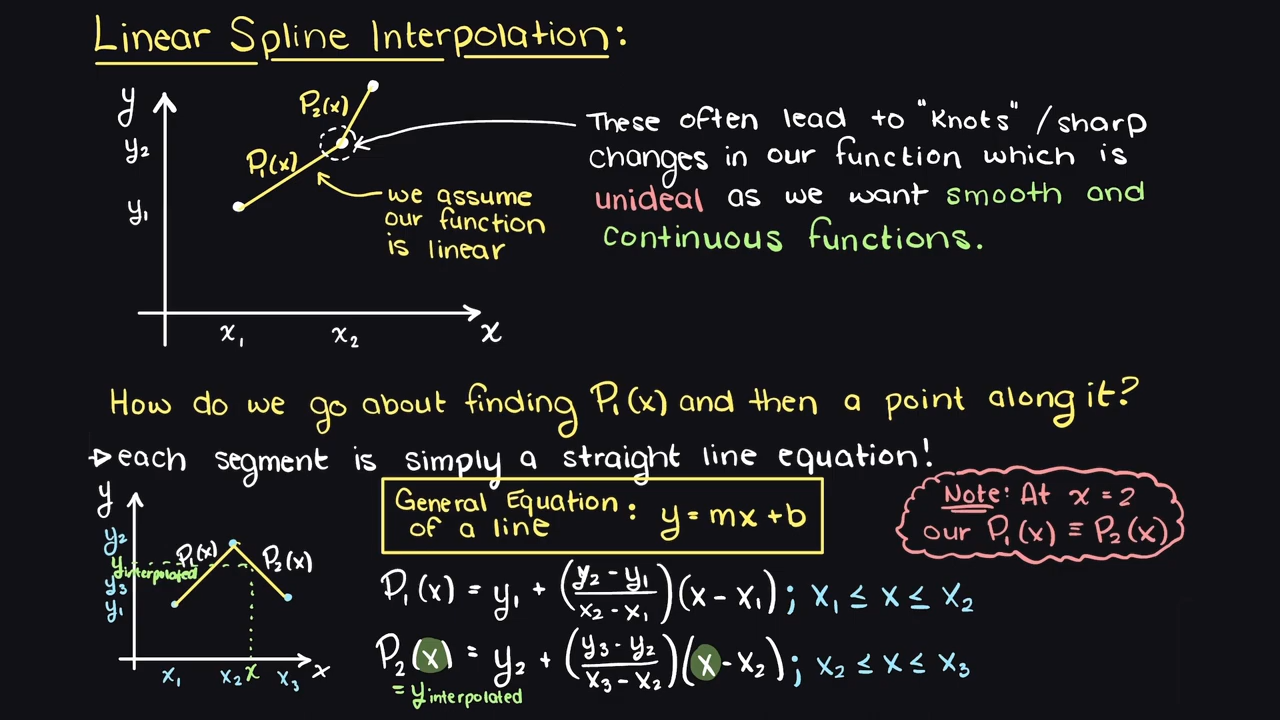 Linear Spline Interpolation:
y
P₂(x)
y₂
P₁(x)
y₁
we assume
our function
is linear
x₁
x₂
x
These often lead to "Knots" / sharp
changes in our function which is
unideal as we want smooth and
continuous functions.
How do we go about finding P₁(x) and then a point along it?
→ each segment is simply a straight line equation!
y
y₂
yinterpolated
y₃
y₁
P₁(x)
P₂(x)
x₁
x₂
x
x₃
x
General Equation
of a line : y = mx + b
Note: At x = 2
our P₁(x) ≡ P₂(x)
P₁(x) = y₁ + ((y₂ - y₁)/(x₂ - x₁))(x - x₁); x₁ ≤ x ≤ x₂
P₂(x) = y₂ + ((y₃ - y₂)/(x₃ - x₂))(x - x₂); x₂ ≤ x ≤ x₃
= yinterpolated